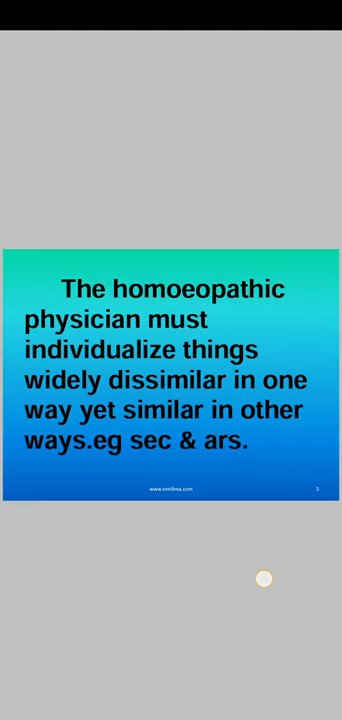 The homoeopathic
physician must
individualize things
widely dissimilar in one
way yet similar in other
ways.eg sec & ars.
www.similima.com
3